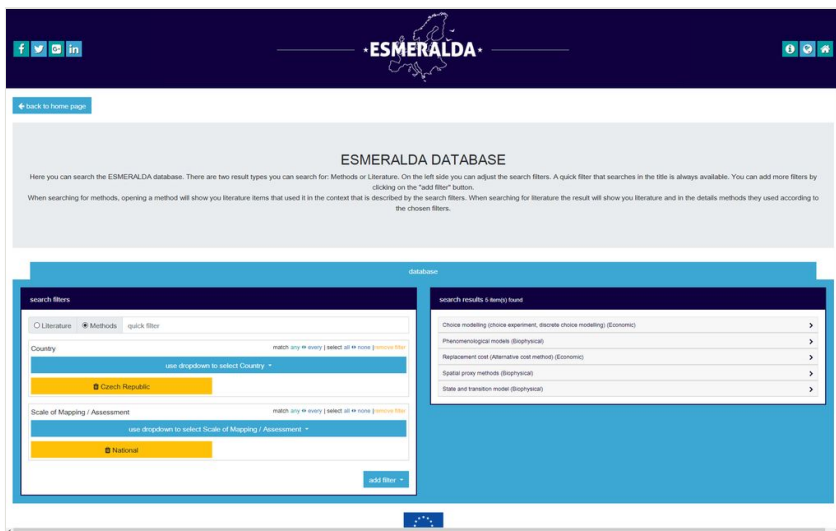 ESMERALDA
back to home page
ESMERALDA DATABASE
Here you can search the ESMERALDA database. There are two result types you can search for: Methods or Literature. On the left side you can adjust the search filters. A quick filter that searches in the title is always available. You can add more filters by
clicking on the "add filter" button.
When searching for methods, opening a method will show you literature items that used it in the context that is described by the search filters. When searching for literature the result will show you literature and in the details methods they used according to
the chosen filters.
database
search filters
Literature Methods quick filter
Country match any every | select all none | remove filter
use dropdown to select Country
Czech Republic
Scale of Mapping / Assessment match any every | select all none | remove filter
use dropdown to select Scale of Mapping / Assessment
National
add filter
search results 5 item(s) found
Choice modelling (choice experiment, discrete choice modelling) (Economic)
Phenomenological models (Biophysical)
Replacement cost (Alternative cost method) (Economic)
Spatial proxy methods (Biophysical)
State and transition model (Biophysical)